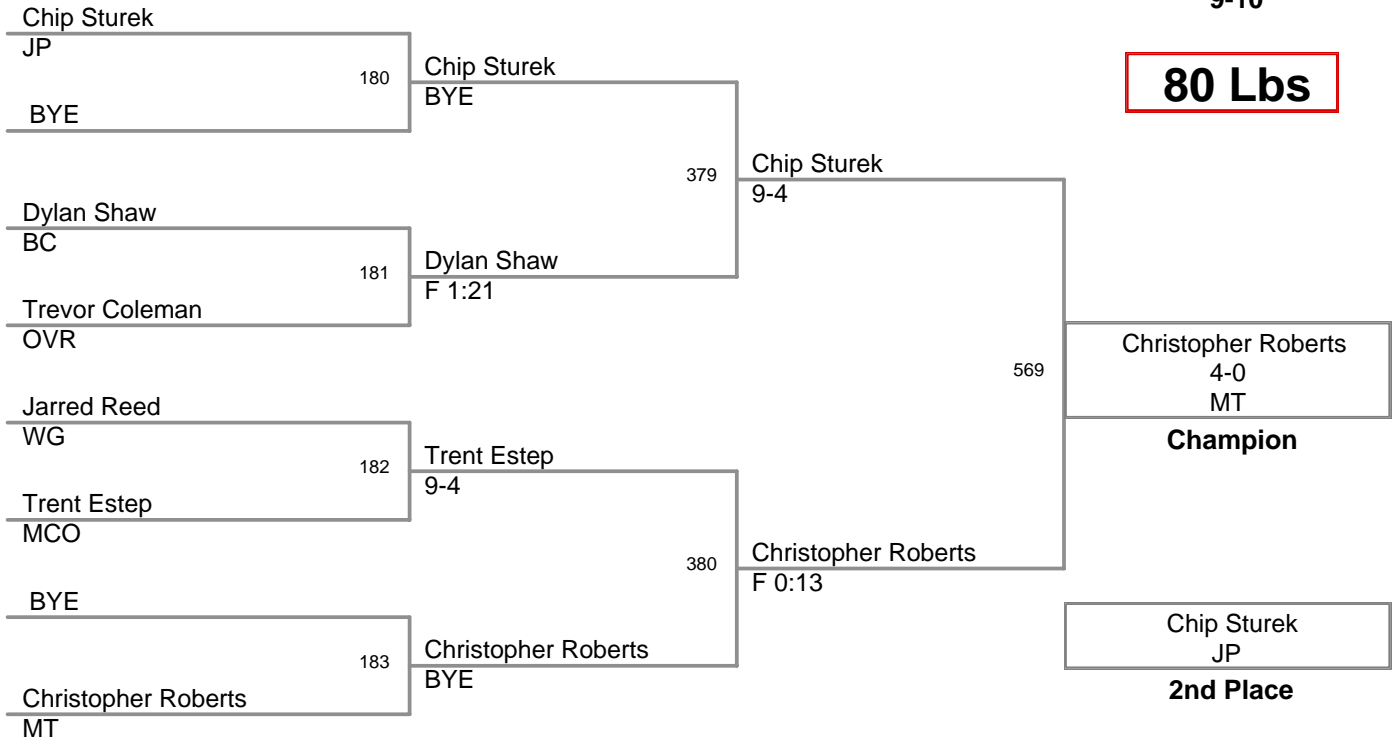 9-10
80 Lbs
Chip Sturek
JP
180
BYE
Chip Sturek
BYE
Dylan Shaw
BC
181
Trevor Coleman
OVR
Dylan Shaw
F 1:21
379
Chip Sturek
9-4
Jarred Reed
WG
182
Trent Estep
MCO
Trent Estep
9-4
BYE
183
Christopher Roberts
MT
Christopher Roberts
BYE
380
Christopher Roberts
F 0:13
569
Christopher Roberts
4-0
MT
Champion
Chip Sturek
JP
2nd Place